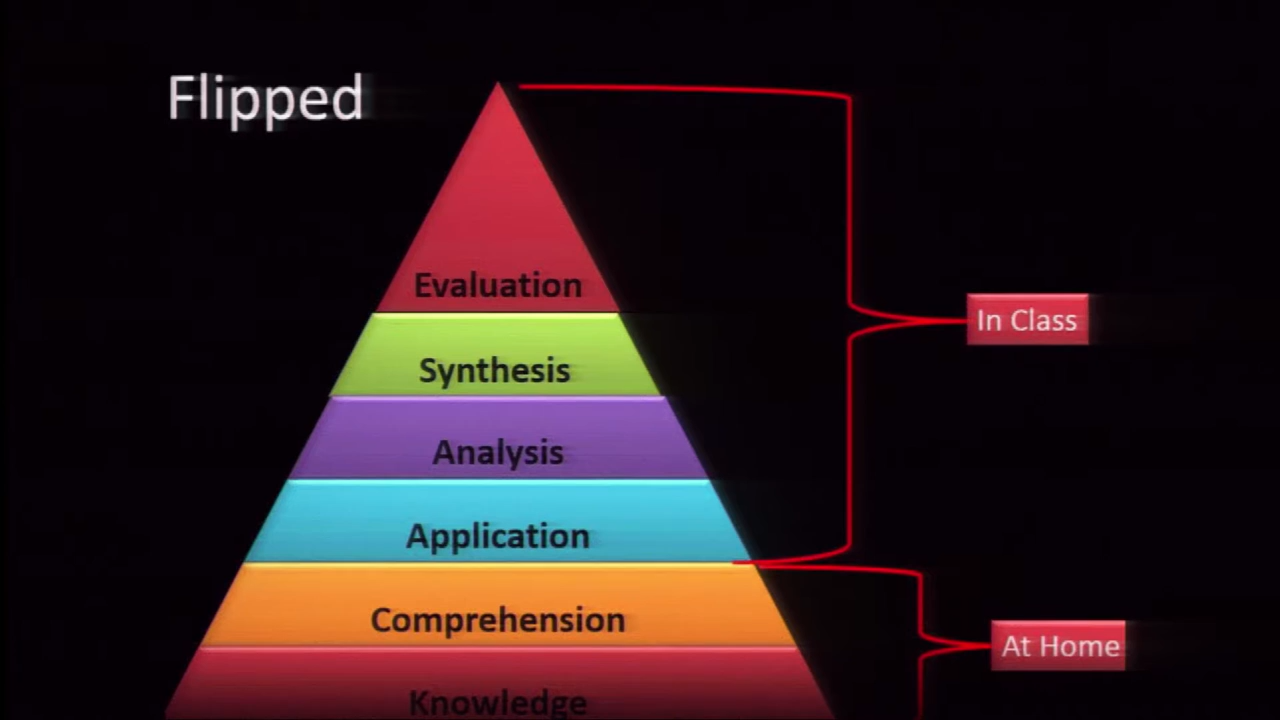 Flipped
Evaluation
In Class
Synthesis
Analysis
Application
Comprehension
At Home
Knowledge